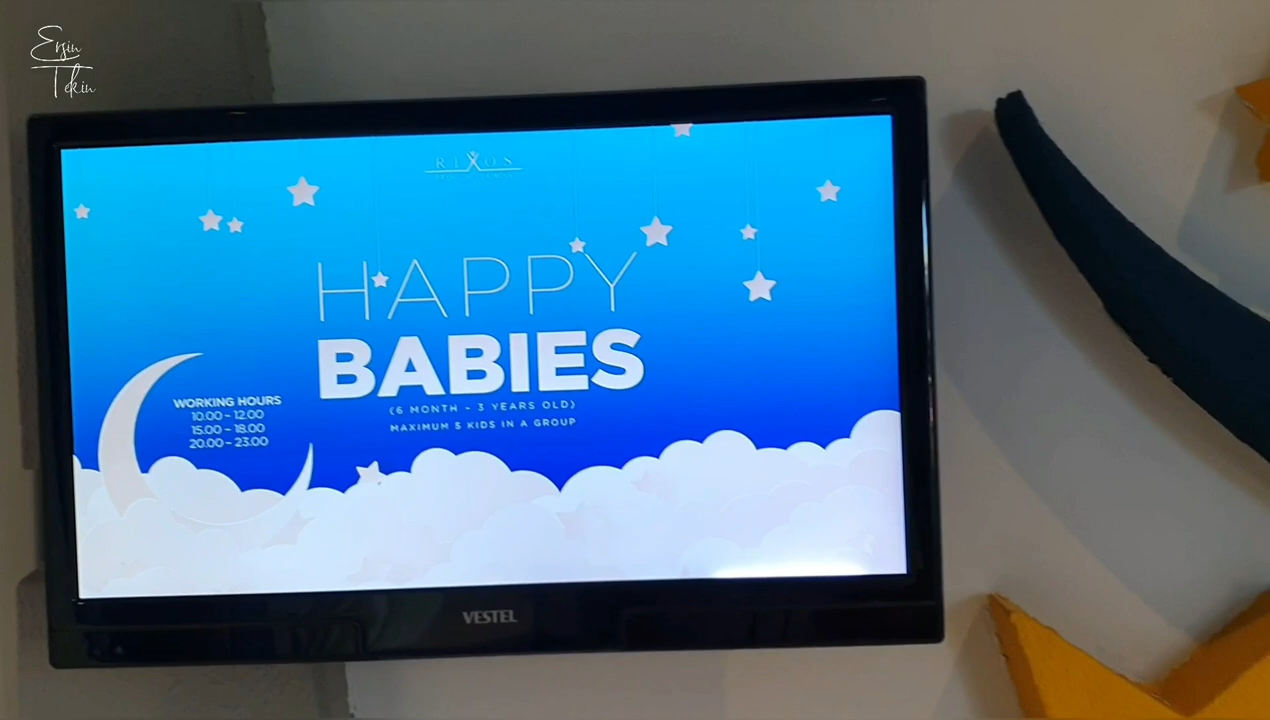 Ersin
Tekin
RIXOS
HAPPY
BABIES
(6 MONTH - 3 YEARS OLD)
MAXIMUM 5 KIDS IN A GROUP
WORKING HOURS
10.00 - 12.00
15.00 - 18.00
20.00 - 23.00
VESTEL